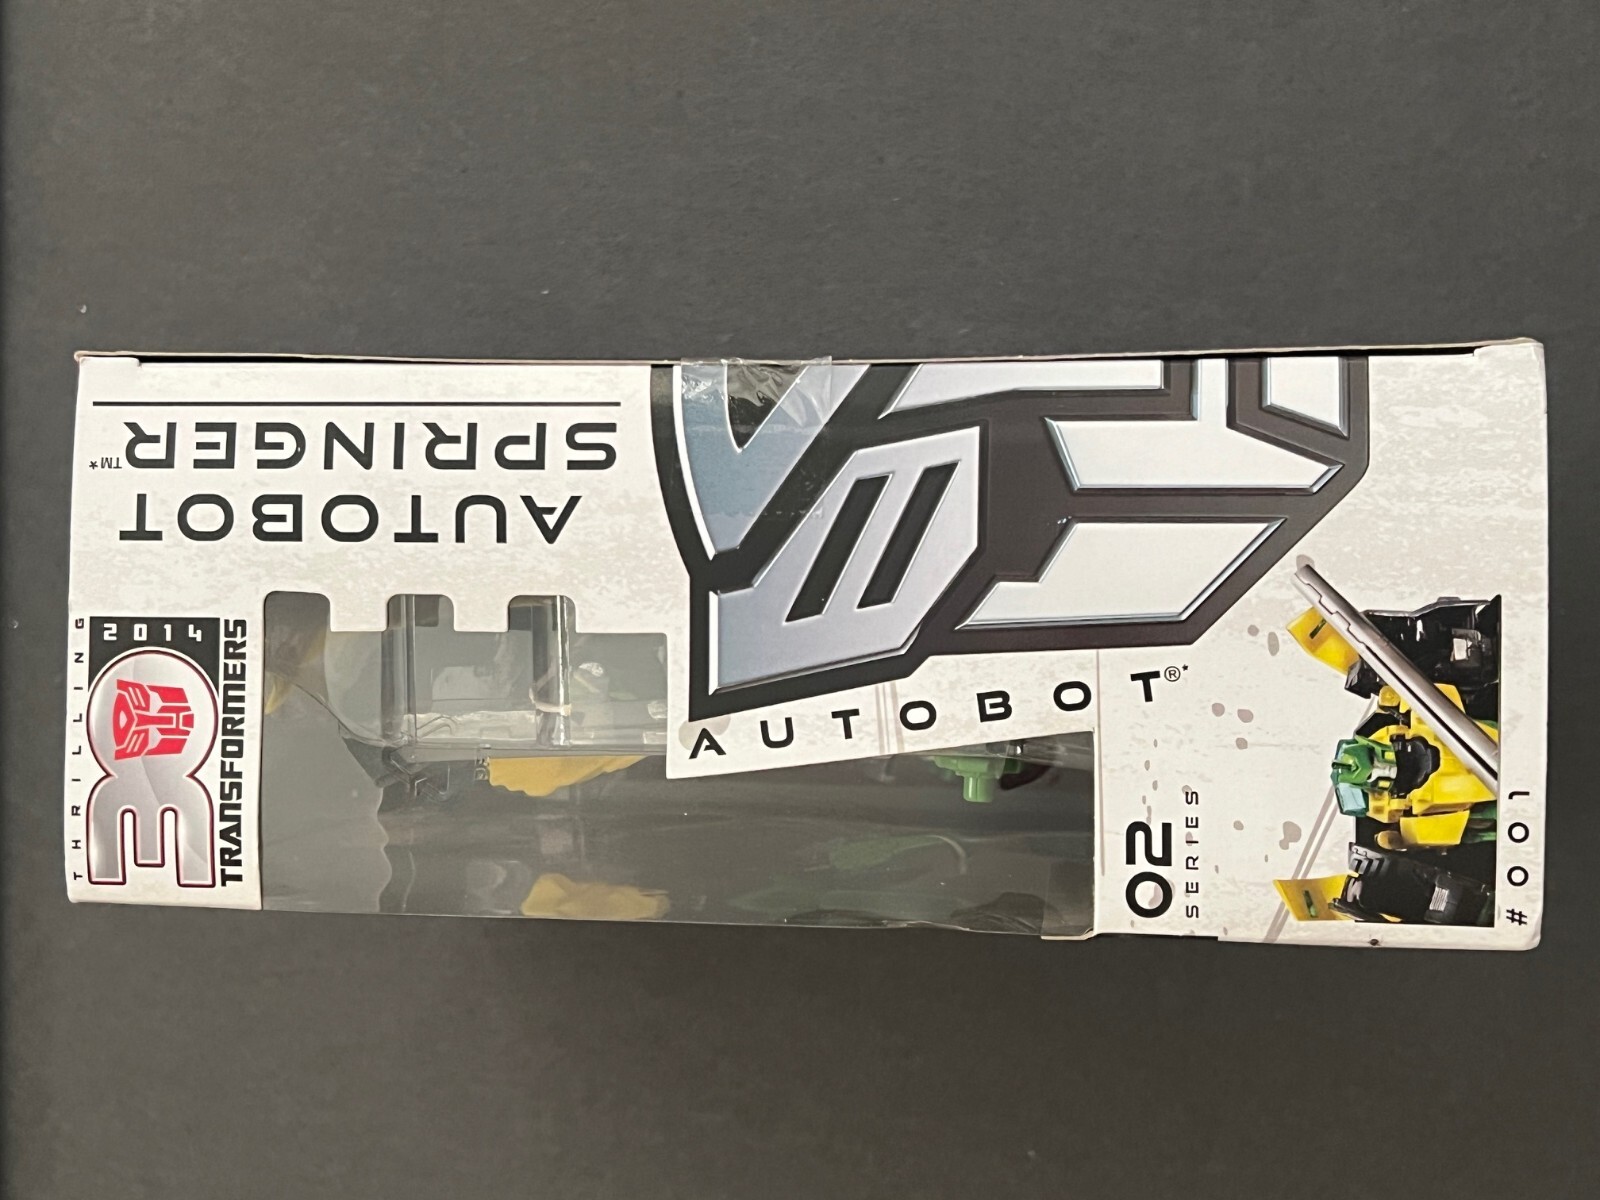 AUTOBOT
SPRINGER™*
THRILLING
2014
30
TRANSFORMERS
AUTOBOT®*
02
SERIES
#001